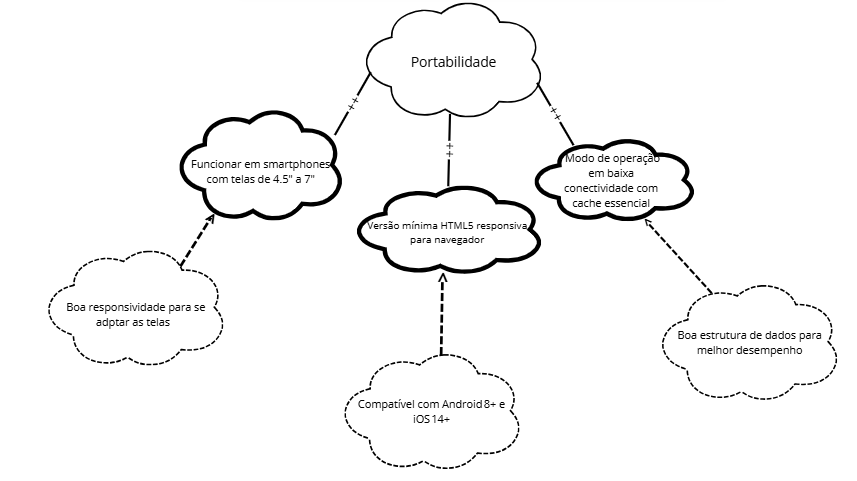 Portabilidade
++
++
++
Funcionar em smartphones
com telas de 4.5" a 7"
Modo de operação
em baixa
conectividade com
cache essencial
Versão mínima HTML5 responsiva
para navegador
Boa responsividade para se
adptar as telas
Boa estrutura de dados para
melhor desempenho
Compatível com Android 8+ e
iOS 14+